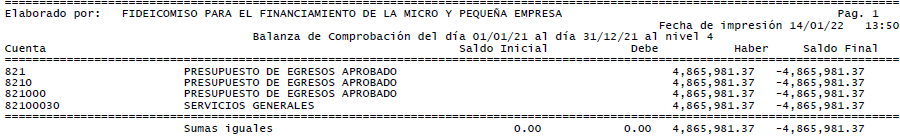 Elaborado por: FIDEICOMISO PARA EL FINANCIAMIENTO DE LA MICRO Y PEQUEÑA EMPRESA Pag. 1
Fecha de impresión 14/01/22 13:50
Balanza de Comprobación del día 01/01/21 al día 31/12/21 al nivel 4
Cuenta Saldo Inicial Debe Haber Saldo Final
821 PRESUPUESTO DE EGRESOS APROBADO 4,865,981.37 -4,865,981.37
8210 PRESUPUESTO DE EGRESOS APROBADO 4,865,981.37 -4,865,981.37
821000 PRESUPUESTO DE EGRESOS APROBADO 4,865,981.37 -4,865,981.37
82100030 SERVICIOS GENERALES 4,865,981.37 -4,865,981.37
Sumas iguales 0.00 0.00 4,865,981.37 -4,865,981.37